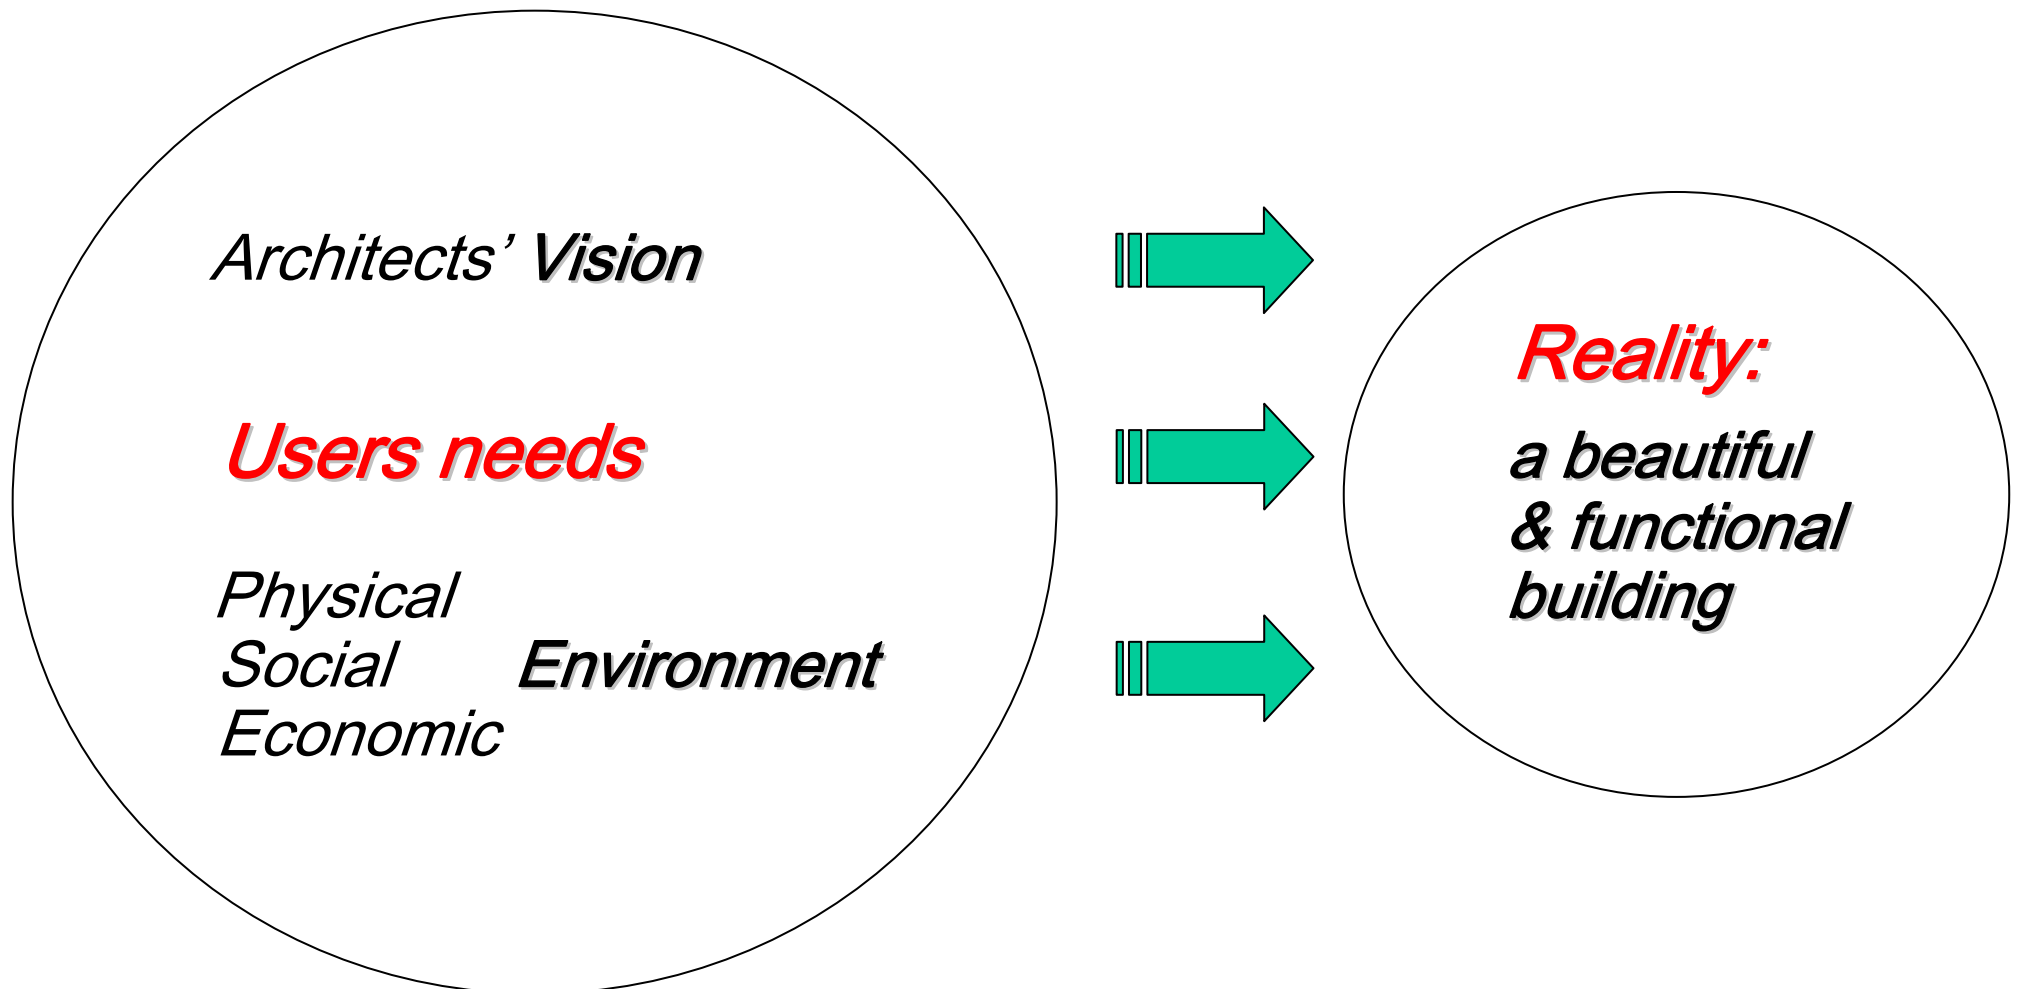 Architects’ Vision
Users needs
Physical
Social Environment
Economic
Reality:
a beautiful
& functional
building